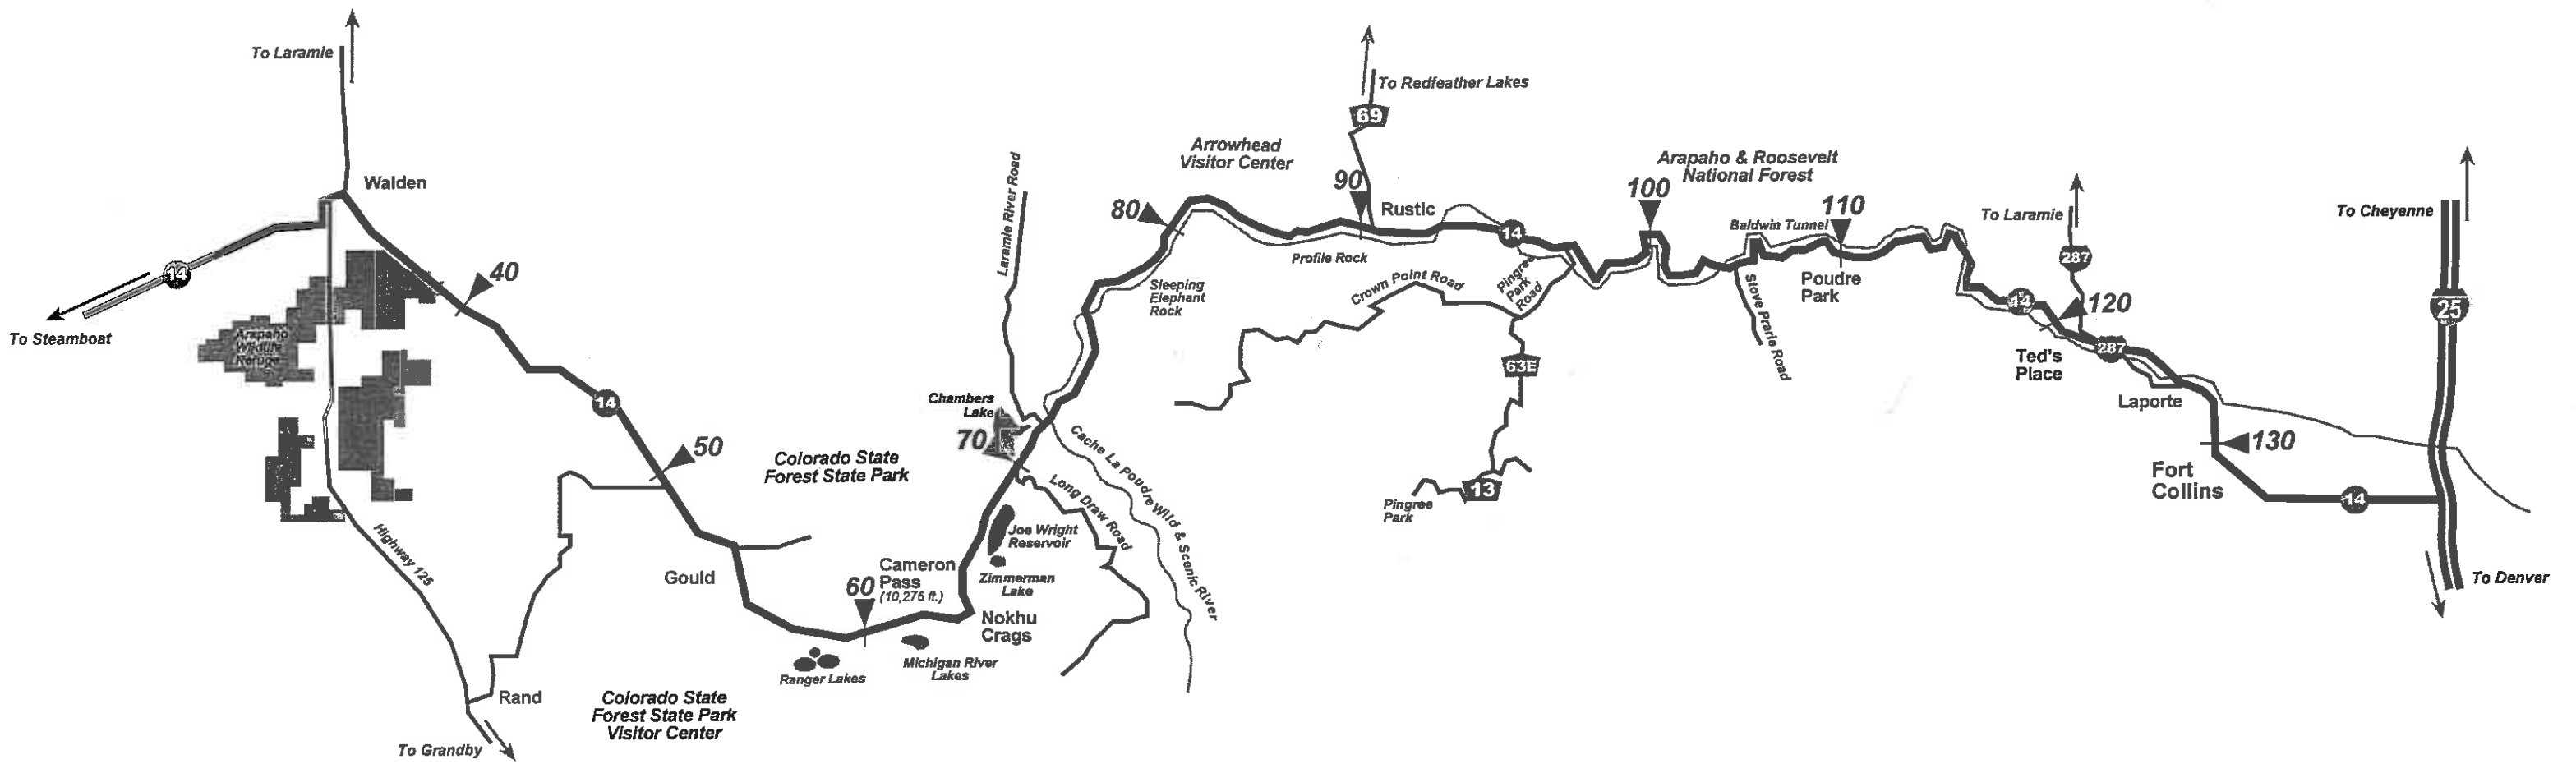 To Laramie
Walden
14
To Steamboat
Arapaho
Wildlife
Refuge
40
14
50
Highway 125
Rand
To Grandby
Gould
Colorado State
Forest State Park
Visitor Center
Colorado State
Forest State Park
60
Cameron
Pass
(10,276 ft.)
Ranger Lakes
Michigan River
Lakes
Nokhu
Crags
Zimmerman
Lake
Joe Wright
Reservoir
Long Draw Road
Cache La Poudre Wild & Scenic River
Chambers
Lake
70
Laramie River Road
80
Sleeping
Elephant
Rock
Arrowhead
Visitor Center
To Redfeather Lakes
69
90
Rustic
Profile Rock
14
Crown Point Road
Pingree
Park
Road
63E
13
Pingree
Park
Arapaho & Roosevelt
National Forest
100
Baldwin Tunnel
110
Stove Prarie Road
Poudre
Park
To Laramie
287
14
120
Ted's
Place
287
Laporte
130
Fort
Collins
14
To Cheyenne
25
To Denver